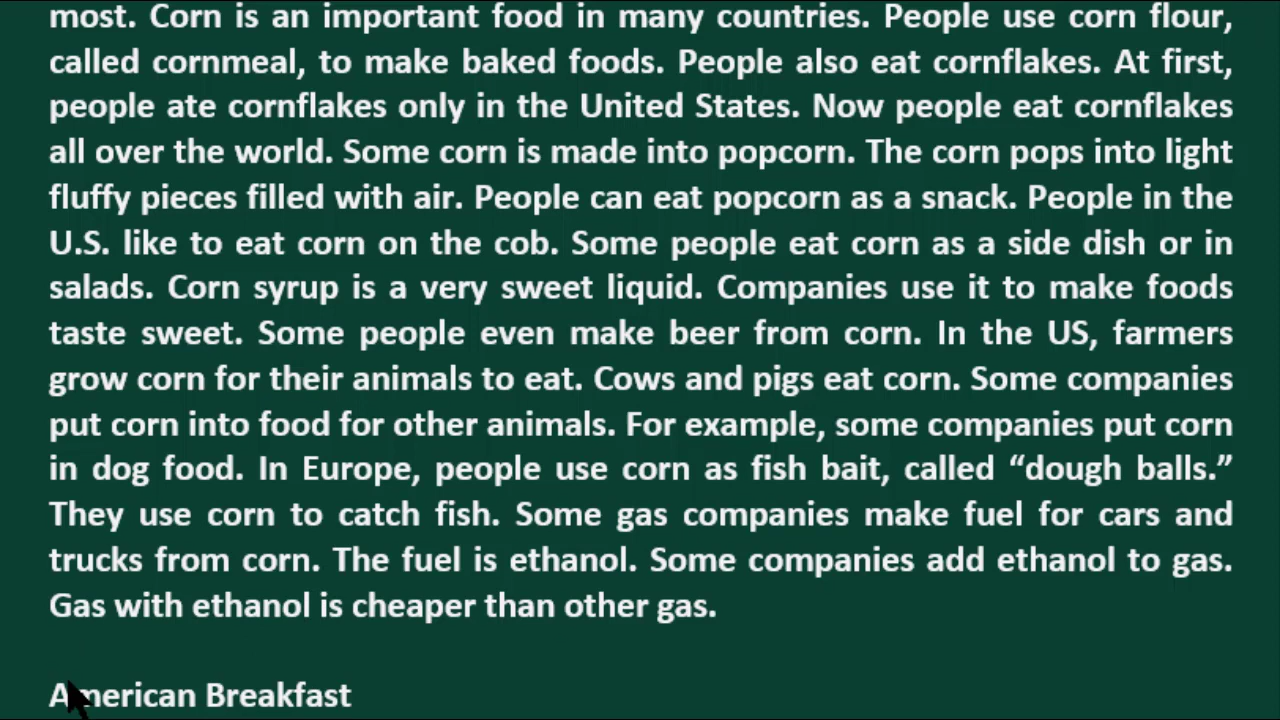 most. Corn is an important food in many countries. People use corn flour,
called cornmeal, to make baked foods. People also eat cornflakes. At first,
people ate cornflakes only in the United States. Now people eat cornflakes
all over the world. Some corn is made into popcorn. The corn pops into light
fluffy pieces filled with air. People can eat popcorn as a snack. People in the
U.S. like to eat corn on the cob. Some people eat corn as a side dish or in
salads. Corn syrup is a very sweet liquid. Companies use it to make foods
taste sweet. Some people even make beer from corn. In the US, farmers
grow corn for their animals to eat. Cows and pigs eat corn. Some companies
put corn into food for other animals. For example, some companies put corn
in dog food. In Europe, people use corn as fish bait, called “dough balls.”
They use corn to catch fish. Some gas companies make fuel for cars and
trucks from corn. The fuel is ethanol. Some companies add ethanol to gas.
Gas with ethanol is cheaper than other gas.
American Breakfast